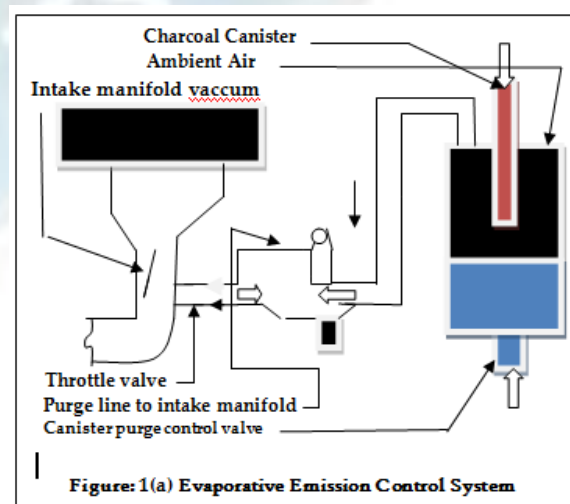 Charcoal Canister
Ambient Air
Intake manifold vaccum
Throttle valve
Purge line to intake manifold
Canister purge control valve
Figure: 1(a) Evaporative Emission Control System